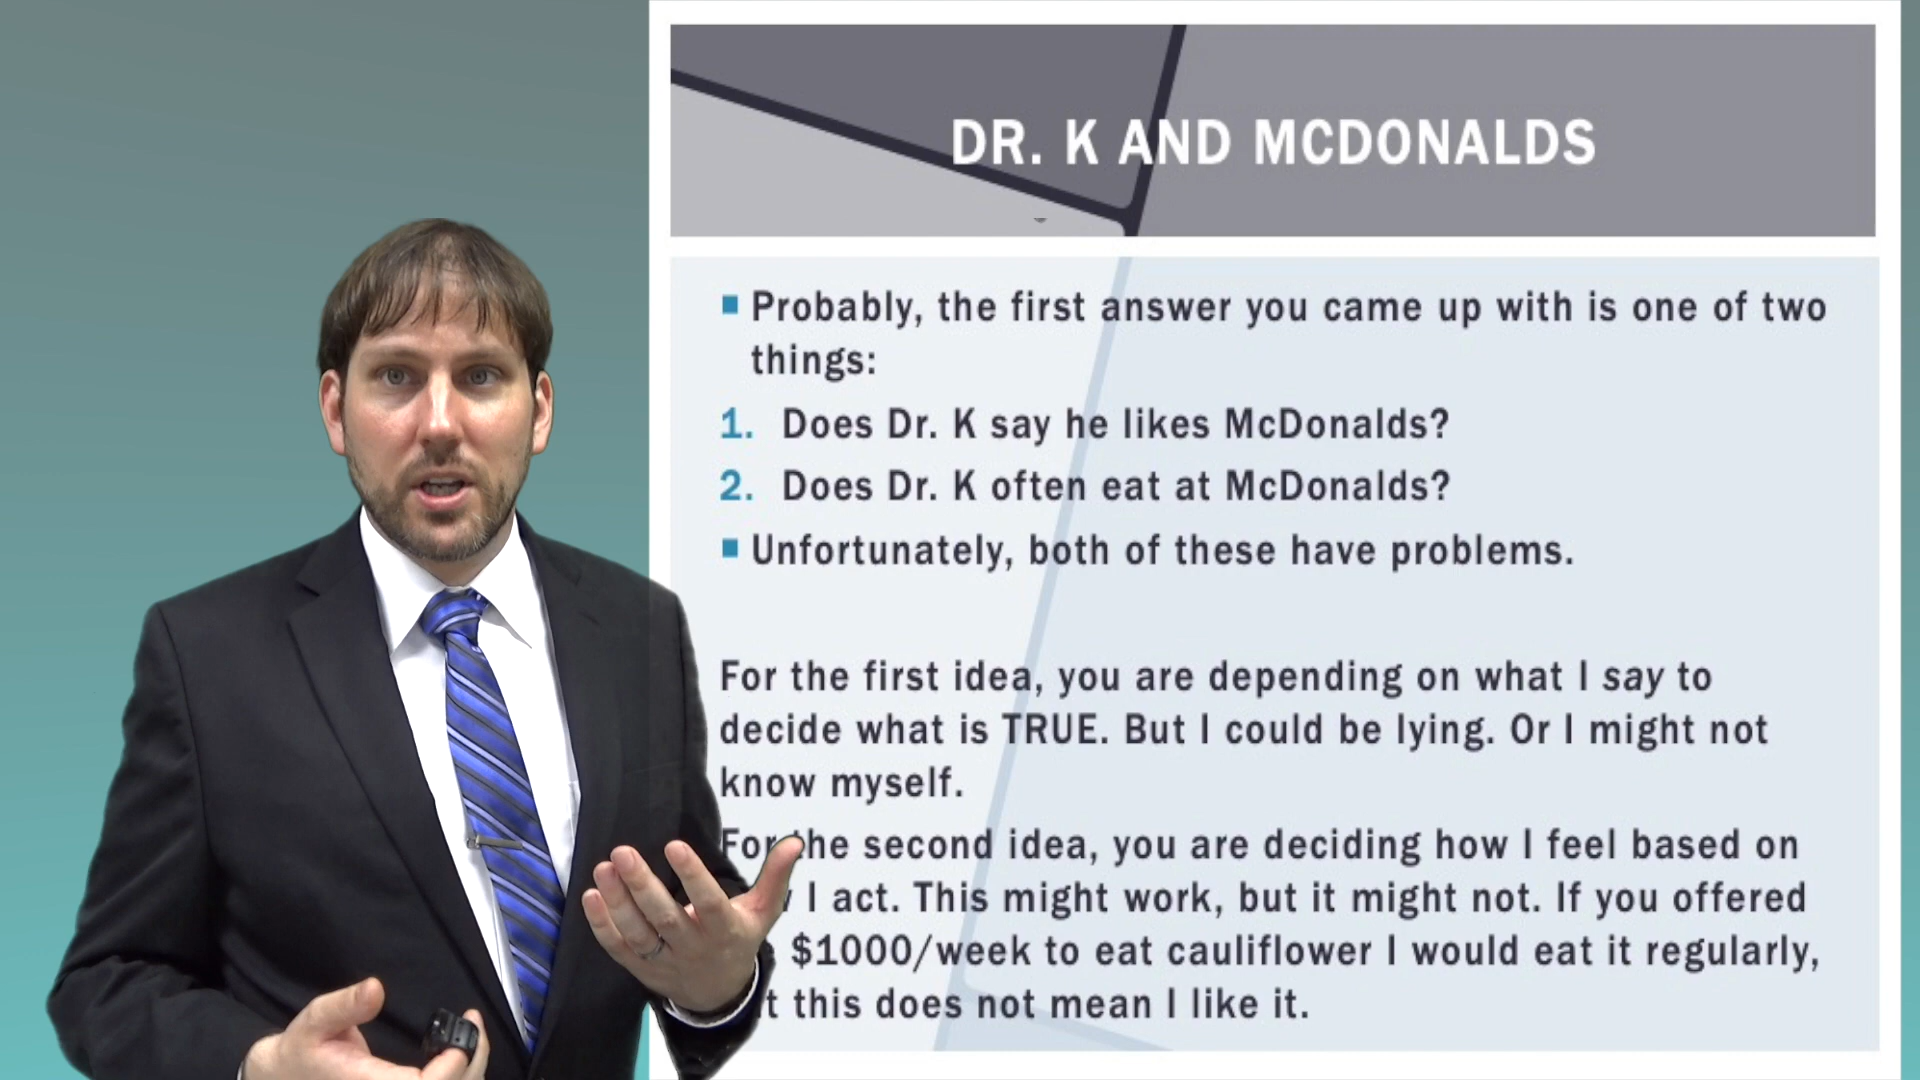 DR. K AND MCDONALDS
Probably, the first answer you came up with is one of two
things:
1. Does Dr. K say he likes McDonalds?
2. Does Dr. K often eat at McDonalds?
Unfortunately, both of these have problems.
For the first idea, you are depending on what I say to
decide what is TRUE. But I could be lying. Or I might not
know myself.
For the second idea, you are deciding how I feel based on
I act. This might work, but it might not. If you offered
$1000/week to eat cauliflower I would eat it regularly,
this does not mean I like it.